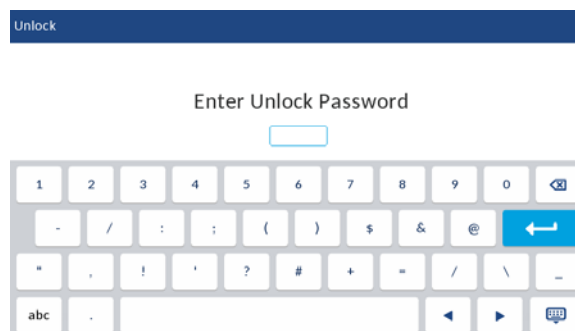 Unlock
Enter Unlock Password
1 2 3 4 5 6 7 8 9 0
- / : ; ( ) $ & @
" , ! ' ? # + = / \ _
abc .